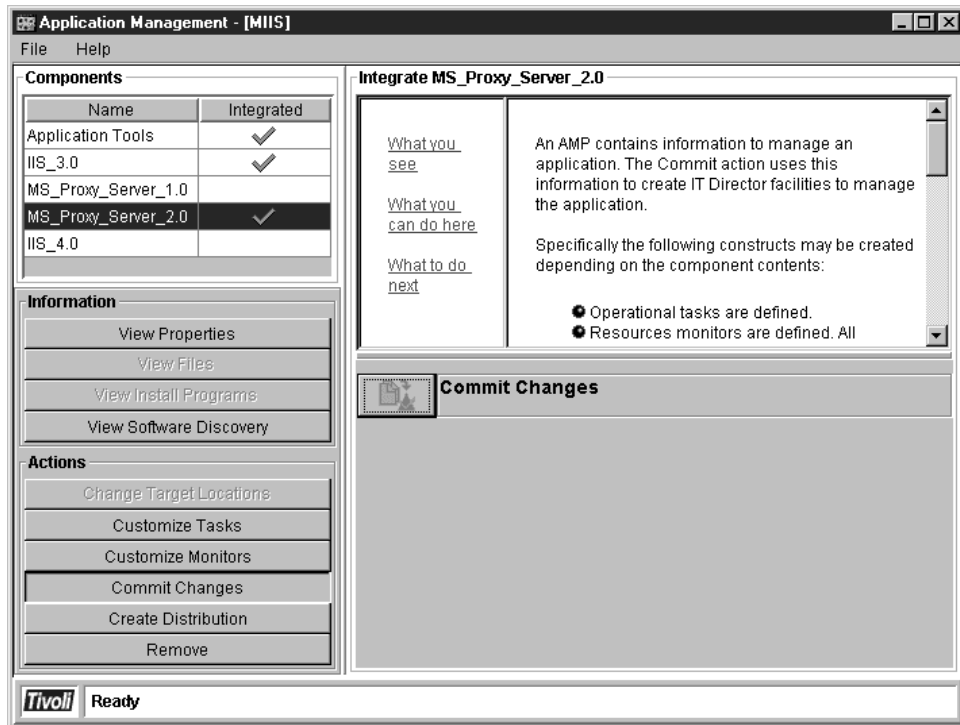 Application Management - [MIIS]
File Help
Components
Name Integrated
Application Tools
IIS_3.0
MS_Proxy_Server_1.0
MS_Proxy_Server_2.0
IIS_4.0
Information
View Properties
View Files
View Install Programs
View Software Discovery
Actions
Change Target Locations
Customize Tasks
Customize Monitors
Commit Changes
Create Distribution
Remove
Integrate MS_Proxy_Server_2.0
What you
see
What you
can do here
What to do
next
An AMP contains information to manage an
application. The Commit action uses this
information to create IT Director facilities to manage
the application.
Specifically the following constructs may be created
depending on the component contents:
Operational tasks are defined.
Resources monitors are defined. All
Commit Changes
Tivoli Ready